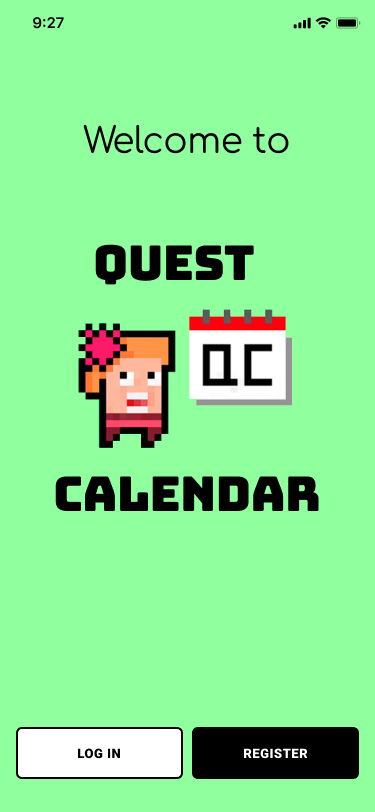 9:27
Welcome to
QUEST
QC
CALENDAR
LOG IN
REGISTER